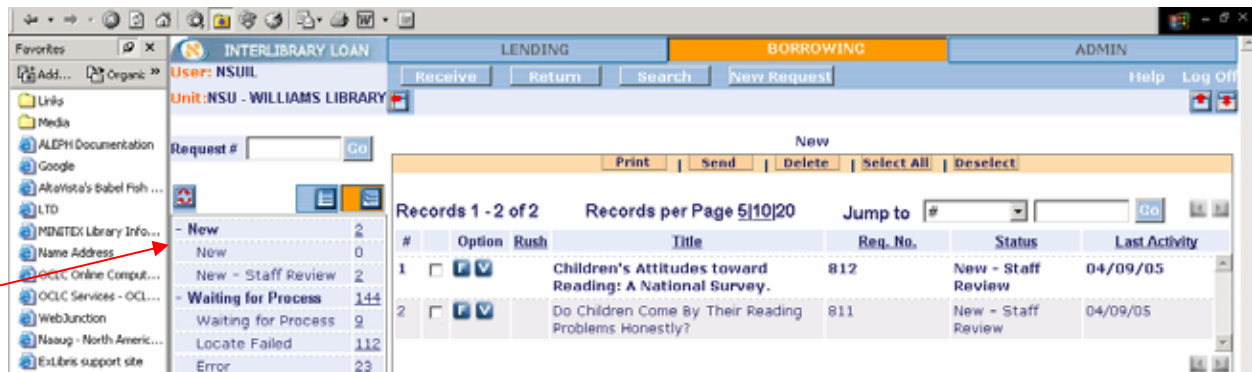 Favorites
Add... Organiz »
Links
Media
ALEPH Documentation
Google
AltaVista's Babel Fish ...
LTD
MINITEX Library Info...
Name Address
OCLC Online Comput...
OCLC Services - OCL...
WebJunction
Naaug - North Americ...
ExLibris support site
INTERLIBRARY LOAN
User: NSUIL
Unit:NSU - WILLIAMS LIBRARY
Request # Go
- New 2
New 0
New - Staff Review 2
- Waiting for Process 144
Waiting for Process 9
Locate Failed 112
Error 23
LENDING BORROWING ADMIN
Receive Return Search New Request Help Log Off
New
Print | Send | Delete | Select All | Deselect
Records 1 - 2 of 2 Records per Page 5|10|20 Jump to # Go
# Option Rush Title Req. No. Status Last Activity
1 F V Children's Attitudes toward 812 New - Staff 04/09/05
Reading: A National Survey. Review
2 F V Do Children Come By Their Reading 811 New - Staff 04/09/05
Problems Honestly? Review